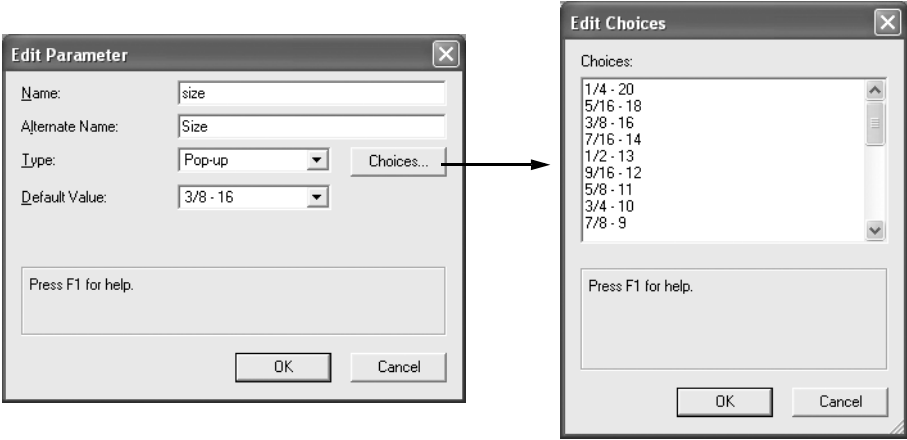 Edit Parameter
Name:
size
Alternate Name:
Size
Type:
Pop-up
Choices...
Default Value:
3/8 - 16
Press F1 for help.
OK
Cancel
Edit Choices
Choices:
1/4 - 20
5/16 - 18
3/8 - 16
7/16 - 14
1/2 - 13
9/16 - 12
5/8 - 11
3/4 - 10
7/8 - 9
Press F1 for help.
OK
Cancel